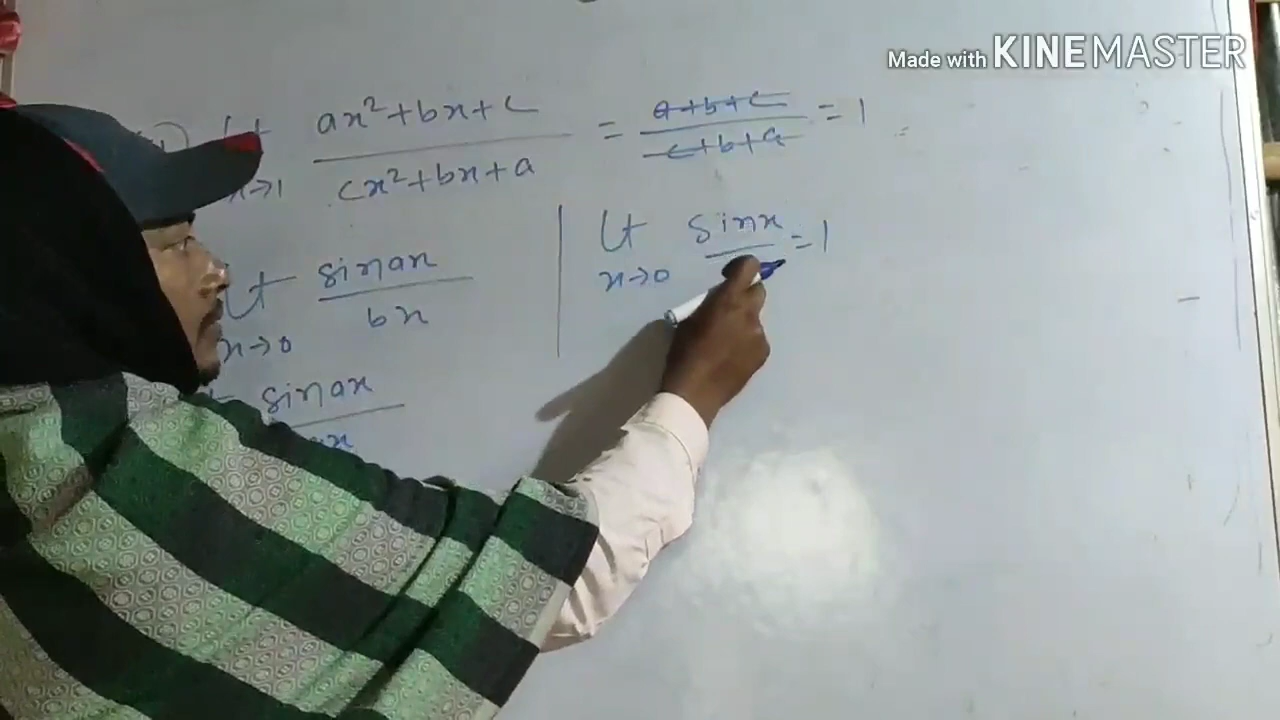 Made with KINEMASTER
Lt ax²+bx+c / cx²+bx+a = a+b+c / c+b+a = 1
x→1
Lt sinax / bx
x→0
Lt sinx = 1
x→0
sinax